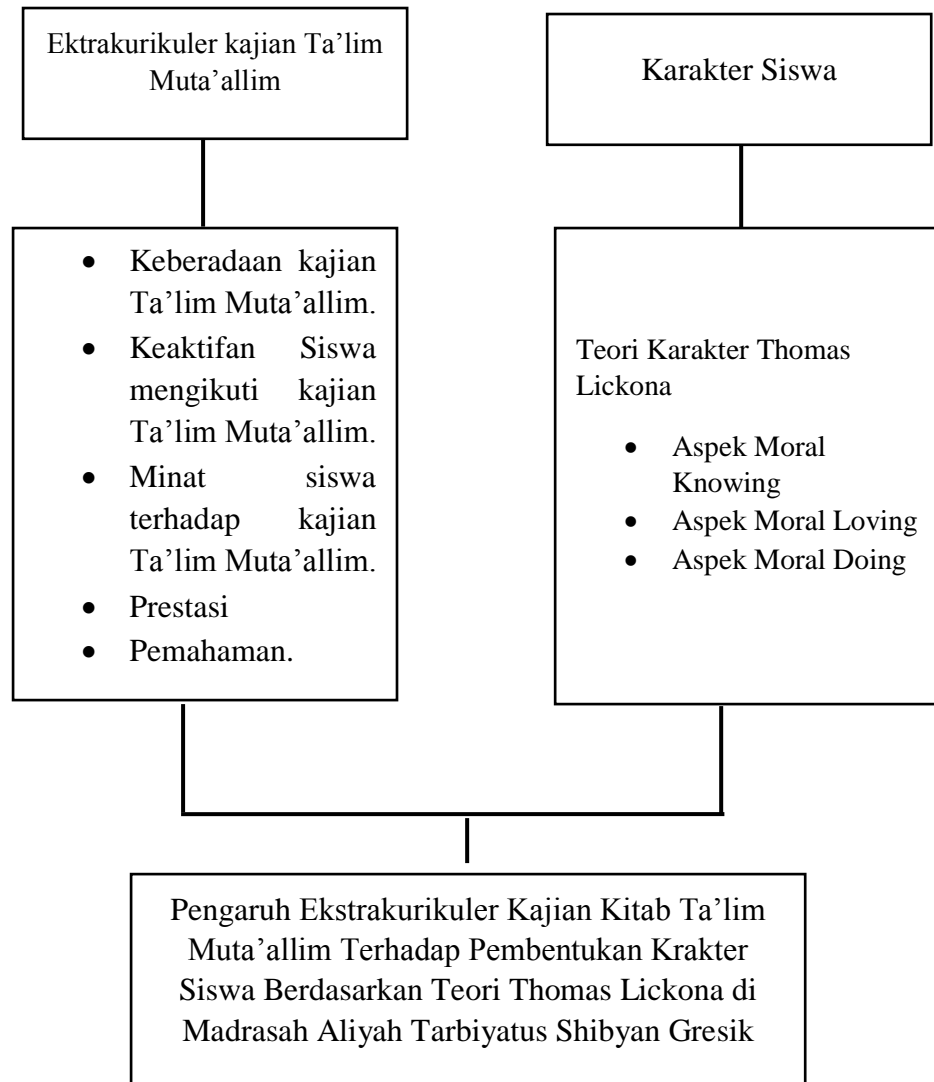 Ektrakurikuler kajian Ta’lim
Muta’allim
Karakter Siswa
• Keberadaan kajian
Ta’lim Muta’allim.
• Keaktifan Siswa
mengikuti kajian
Ta’lim Muta’allim.
• Minat siswa
terhadap kajian
Ta’lim Muta’allim.
• Prestasi
• Pemahaman.
Teori Karakter Thomas
Lickona
• Aspek Moral
Knowing
• Aspek Moral Loving
• Aspek Moral Doing
Pengaruh Ekstrakurikuler Kajian Kitab Ta’lim
Muta’allim Terhadap Pembentukan Krakter
Siswa Berdasarkan Teori Thomas Lickona di
Madrasah Aliyah Tarbiyatus Shibyan Gresik